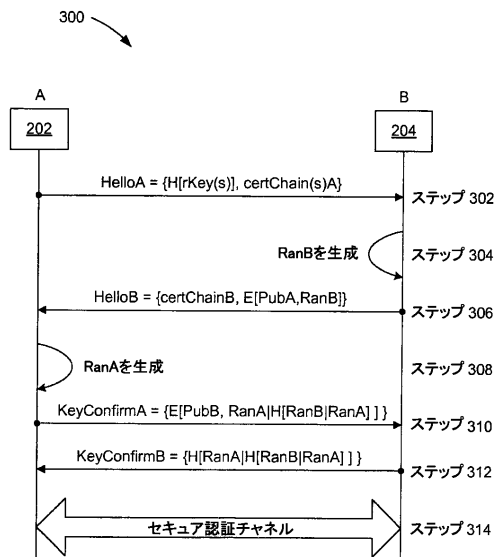 300
A
B
202
204
HelloA = {H[rKey(s)], certChain(s)A}
ステップ 302
RanBを生成
ステップ 304
HelloB = {certChainB, E[PubA,RanB]}
ステップ 306
RanAを生成
ステップ 308
KeyConfirmA = {E[PubB, RanA|H[RanB|RanA] ] }
ステップ 310
KeyConfirmB = {H[RanA|H[RanB|RanA] ] }
ステップ 312
セキュア認証チャネル
ステップ 314